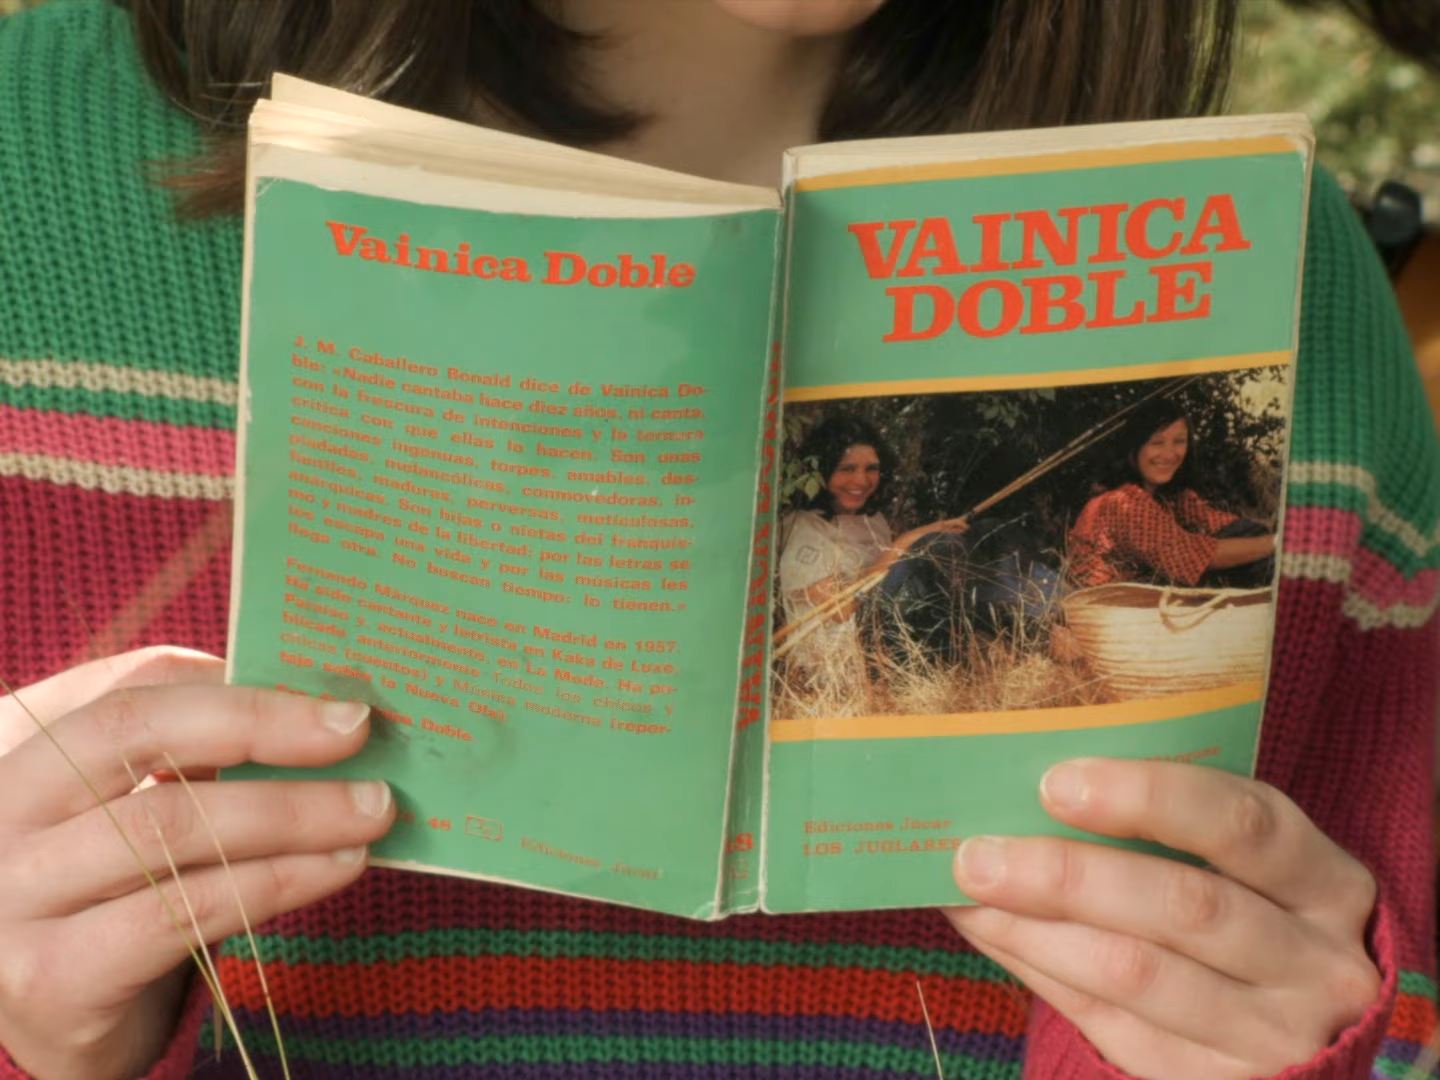 Vainica Doble
J. M. Caballero Bonald dice de Vainica Do-
ble: «Nadie cantaba hace diez años, ni canta,
con la frescura de intenciones y la ternura
crítica con que ellas lo hacen. Son unas
canciones ingenuas, torpes, amables, des-
piadadas, melancólicas, conmovedoras, in-
fantiles, maduras, perversas, meticulosas,
anárquicas. Son hijas o nietas del franquis-
mo y madres de la libertad: por las letras se
les escapa una vida y por las músicas les
llega otra. No buscan tiempo: lo tienen.»
Fernando Márquez nace en Madrid en 1957.
Ha sido cantante y letrista en Kaka de Luxe,
Paraíso y, actualmente, en La Mode. Ha pu-
blicado anteriormente Todos los chicos y
chicas (cuentos) y Música moderna (repor-
taje sobre la Nueva Ola).
Doble
48
Ediciones Júcar
VAINICA
DOBLE
Ediciones Júcar
LOS JUGLARES